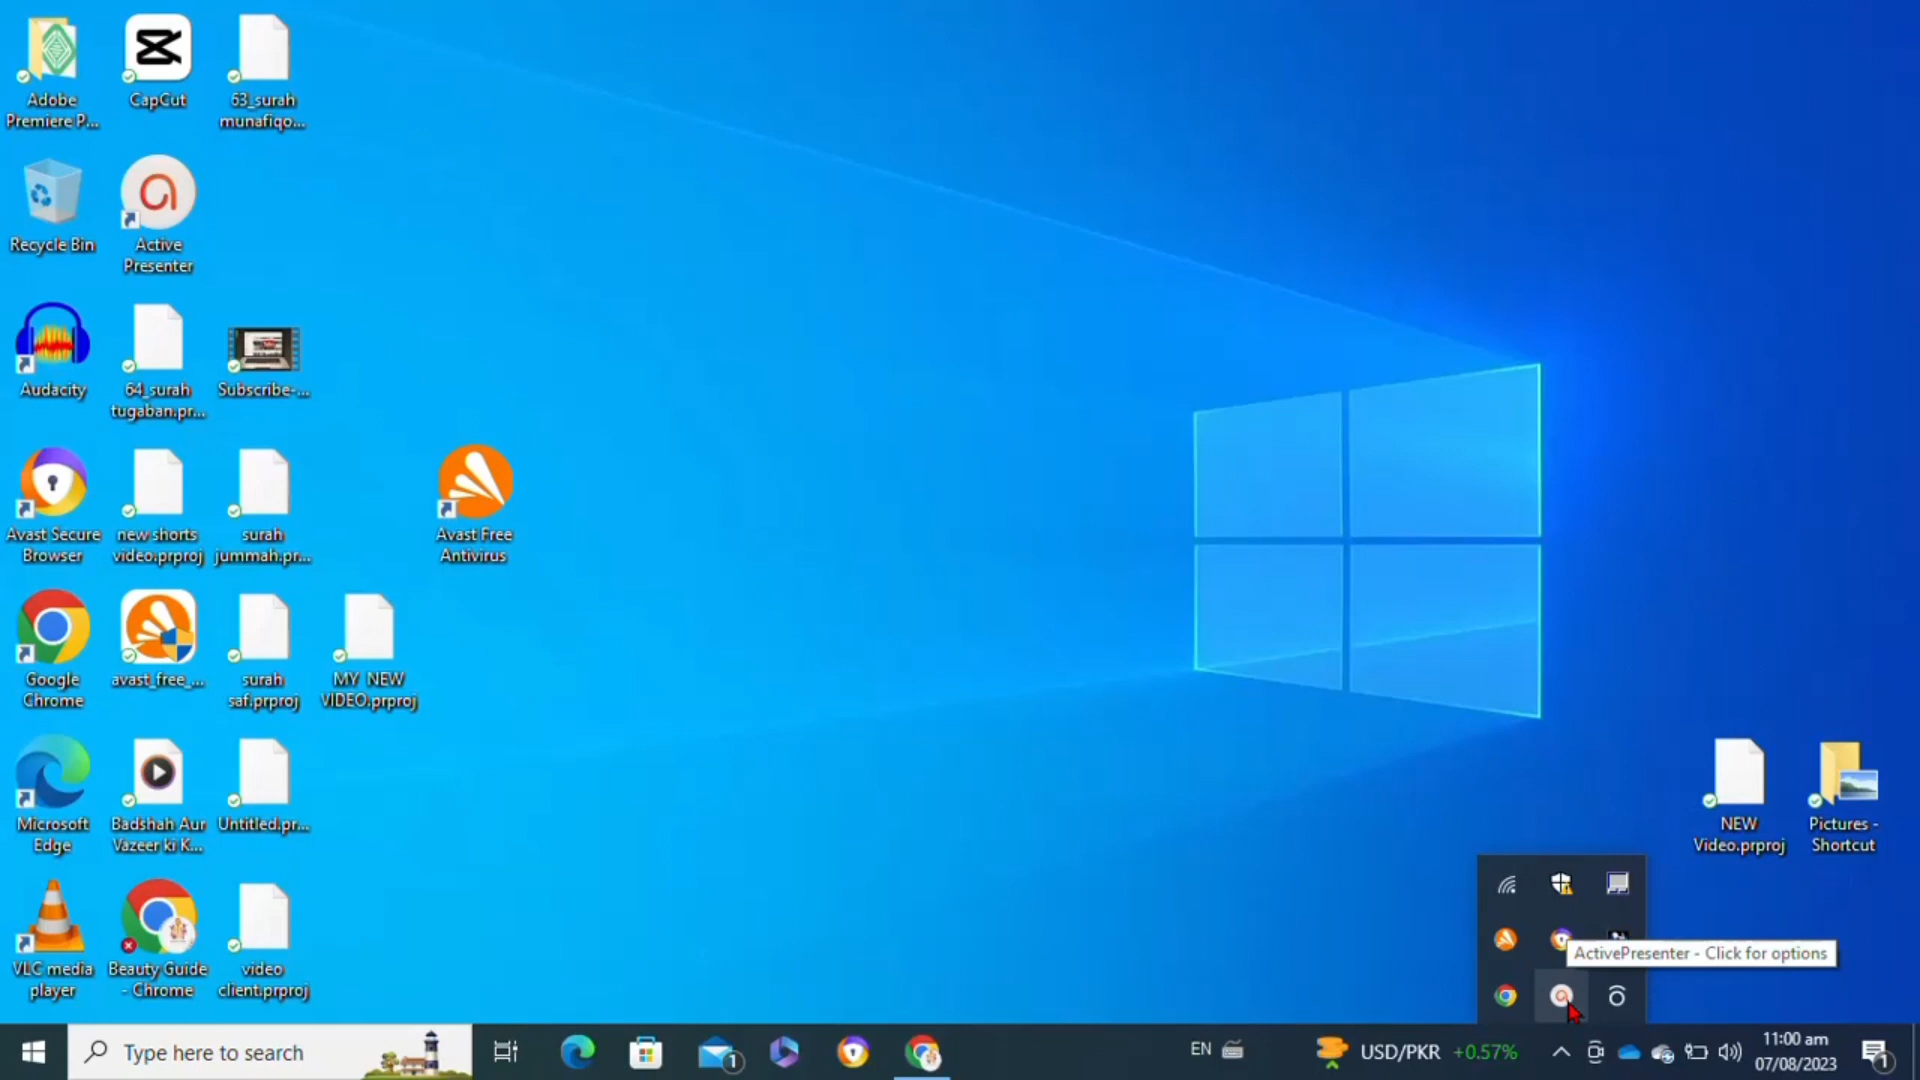 Adobe
Premiere P...
CapCut
63_surah
munafiqo...
Recycle Bin
Active
Presenter
Audacity
64_surah
tugaban.pr...
Subscribe-...
Avast Secure
Browser
new shorts
video.prproj
surah
jummah.pr...
Avast Free
Antivirus
Google
Chrome
avast_free_...
surah
saf.prproj
MY NEW
VIDEO.prproj
Microsoft
Edge
Badshah Aur
Vazeer ki K...
Untitled.pr...
NEW
Video.prproj
Pictures -
Shortcut
VLC media
player
Beauty Guide
- Chrome
video
client.prproj
ActivePresenter - Click for options
Type here to search
1
EN
USD/PKR +0.57%
11:00 am
07/08/2023
1